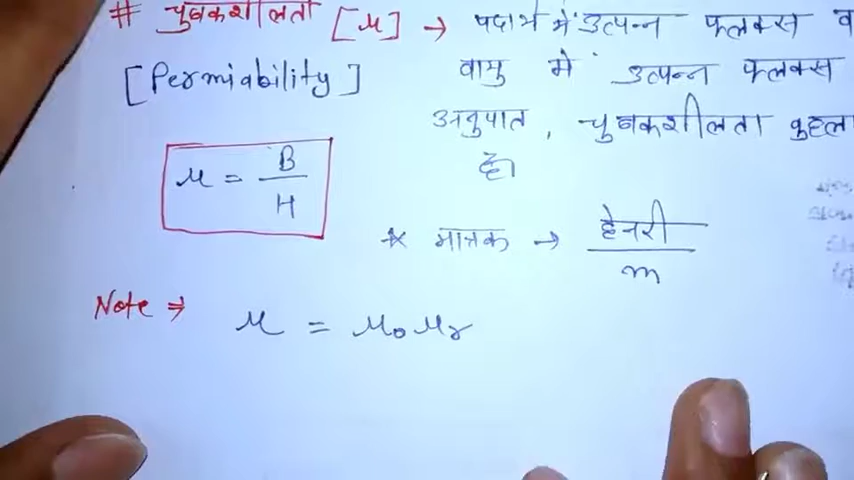 # चुंबकशीलता [μ] → पदार्थ में उत्पन्न फ्लक्स व
[Permiability] वायु में उत्पन्न फ्लक्स
अनुपात, चुंबकशीलता कहला
है।
μ = B/H
* मात्रक → हेनरी/m
Note ⇒ μ = μ₀μᵣ